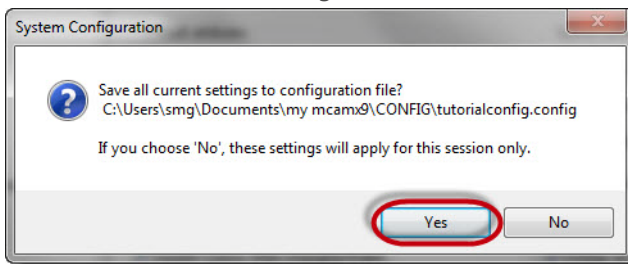 System Configuration
Save all current settings to configuration file?
C:\Users\smg\Documents\my mcamx9\CONFIG\tutorialconfig.config
If you choose 'No', these settings will apply for this session only.
Yes No